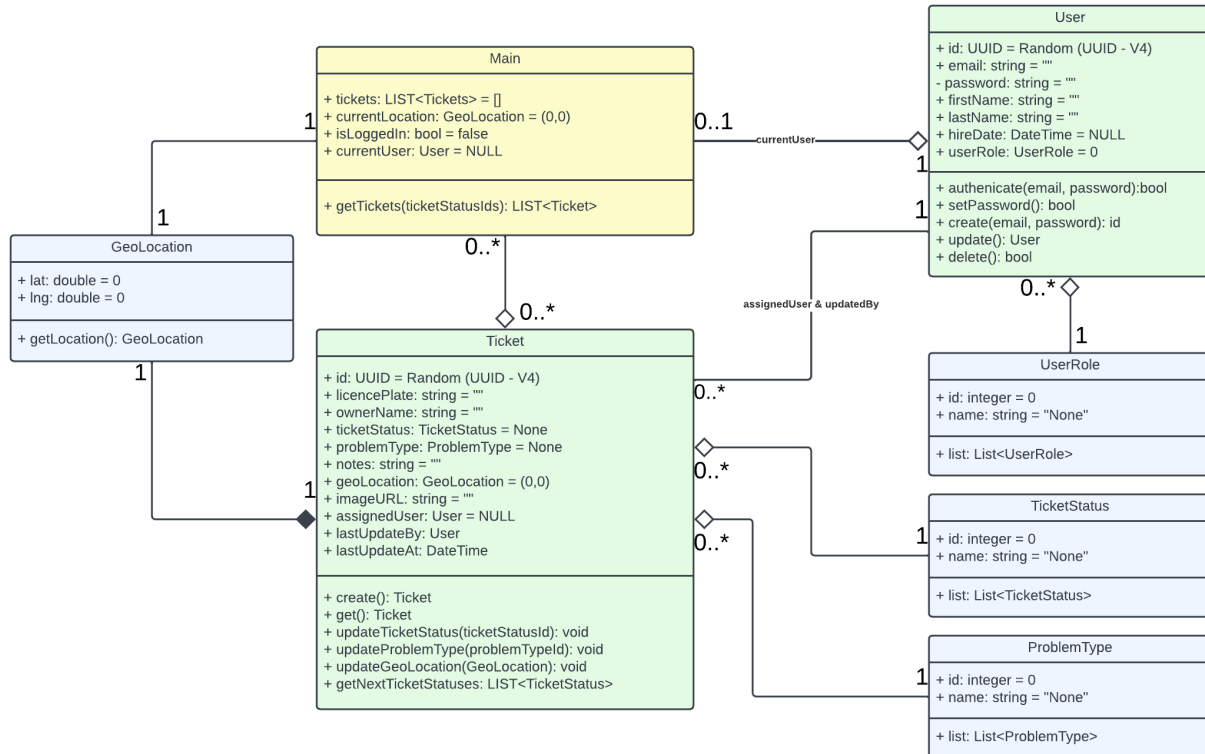 Main
+ tickets: LIST<Tickets> = []
+ currentLocation: GeoLocation = (0,0)
+ isLoggedIn: bool = false
+ currentUser: User = NULL
+ getTickets(ticketStatusIds): LIST<Ticket>
User
+ id: UUID = Random (UUID - V4)
+ email: string = ""
- password: string = ""
+ firstName: string = ""
+ lastName: string = ""
+ hireDate: DateTime = NULL
+ userRole: UserRole = 0
+ authenicate(email, password):bool
+ setPassword(): bool
+ create(email, password): id
+ update(): User
+ delete(): bool
1
0..1
currentUser
1
1
1
0..*
0..*
GeoLocation
+ lat: double = 0
+ lng: double = 0
+ getLocation(): GeoLocation
1
1
assignedUser & updatedBy
0..*
0..*
1
Ticket
+ id: UUID = Random (UUID - V4)
+ licencePlate: string = ""
+ ownerName: string = ""
+ ticketStatus: TicketStatus = None
+ problemType: ProblemType = None
+ notes: string = ""
+ geoLocation: GeoLocation = (0,0)
+ imageURL: string = ""
+ assignedUser: User = NULL
+ lastUpdateBy: User
+ lastUpdateAt: DateTime
+ create(): Ticket
+ get(): Ticket
+ updateTicketStatus(ticketStatusId): void
+ updateProblemType(problemTypeId): void
+ updateGeoLocation(GeoLocation): void
+ getNextTicketStatuses: LIST<TicketStatus>
UserRole
+ id: integer = 0
+ name: string = "None"
+ list: List<UserRole>
0..*
1
TicketStatus
+ id: integer = 0
+ name: string = "None"
+ list: List<TicketStatus>
0..*
1
ProblemType
+ id: integer = 0
+ name: string = "None"
+ list: List<ProblemType>